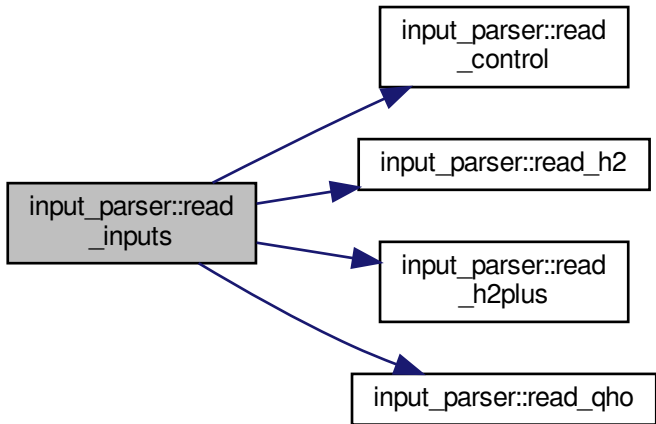 input_parser::read
_control
input_parser::read_h2
input_parser::read
_inputs
input_parser::read
_h2plus
input_parser::read_qho